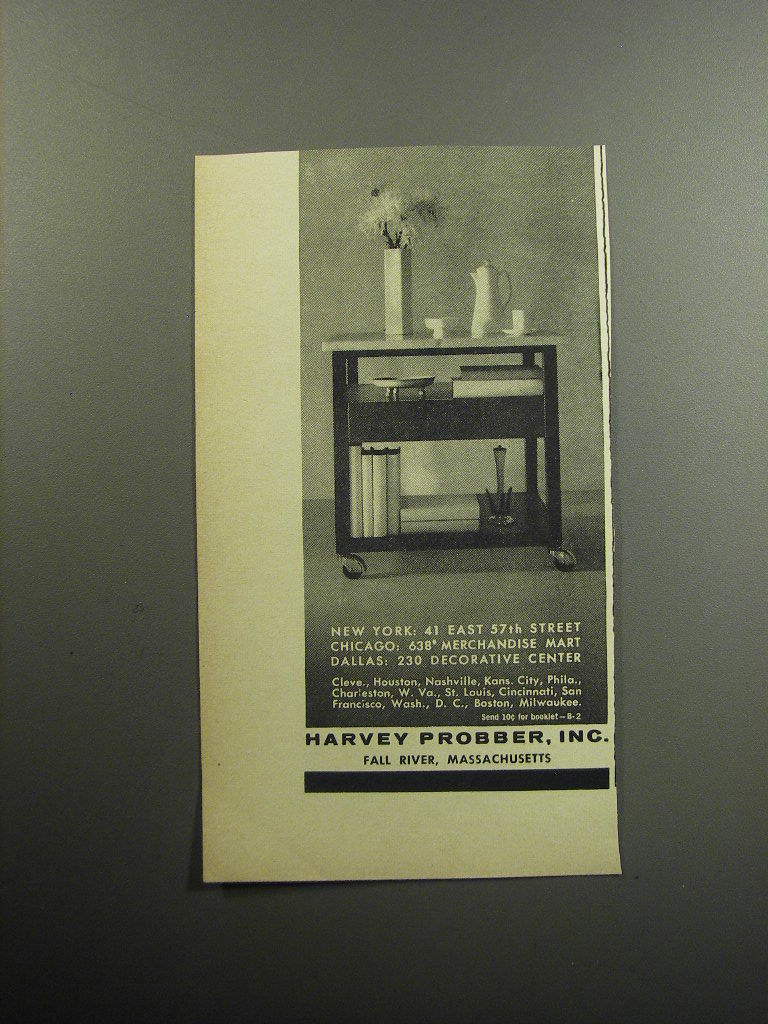 NEW YORK: 41 EAST 57th STREET
CHICAGO: 638* MERCHANDISE MART
DALLAS: 230 DECORATIVE CENTER
Cleve., Houston, Nashville, Kans. City, Phila.,
Charleston, W. Va., St. Louis, Cincinnati, San
Francisco, Wash., D. C., Boston, Milwaukee.
Send 10¢ for booklet—B-2
HARVEY PROBBER, INC.
FALL RIVER, MASSACHUSETTS